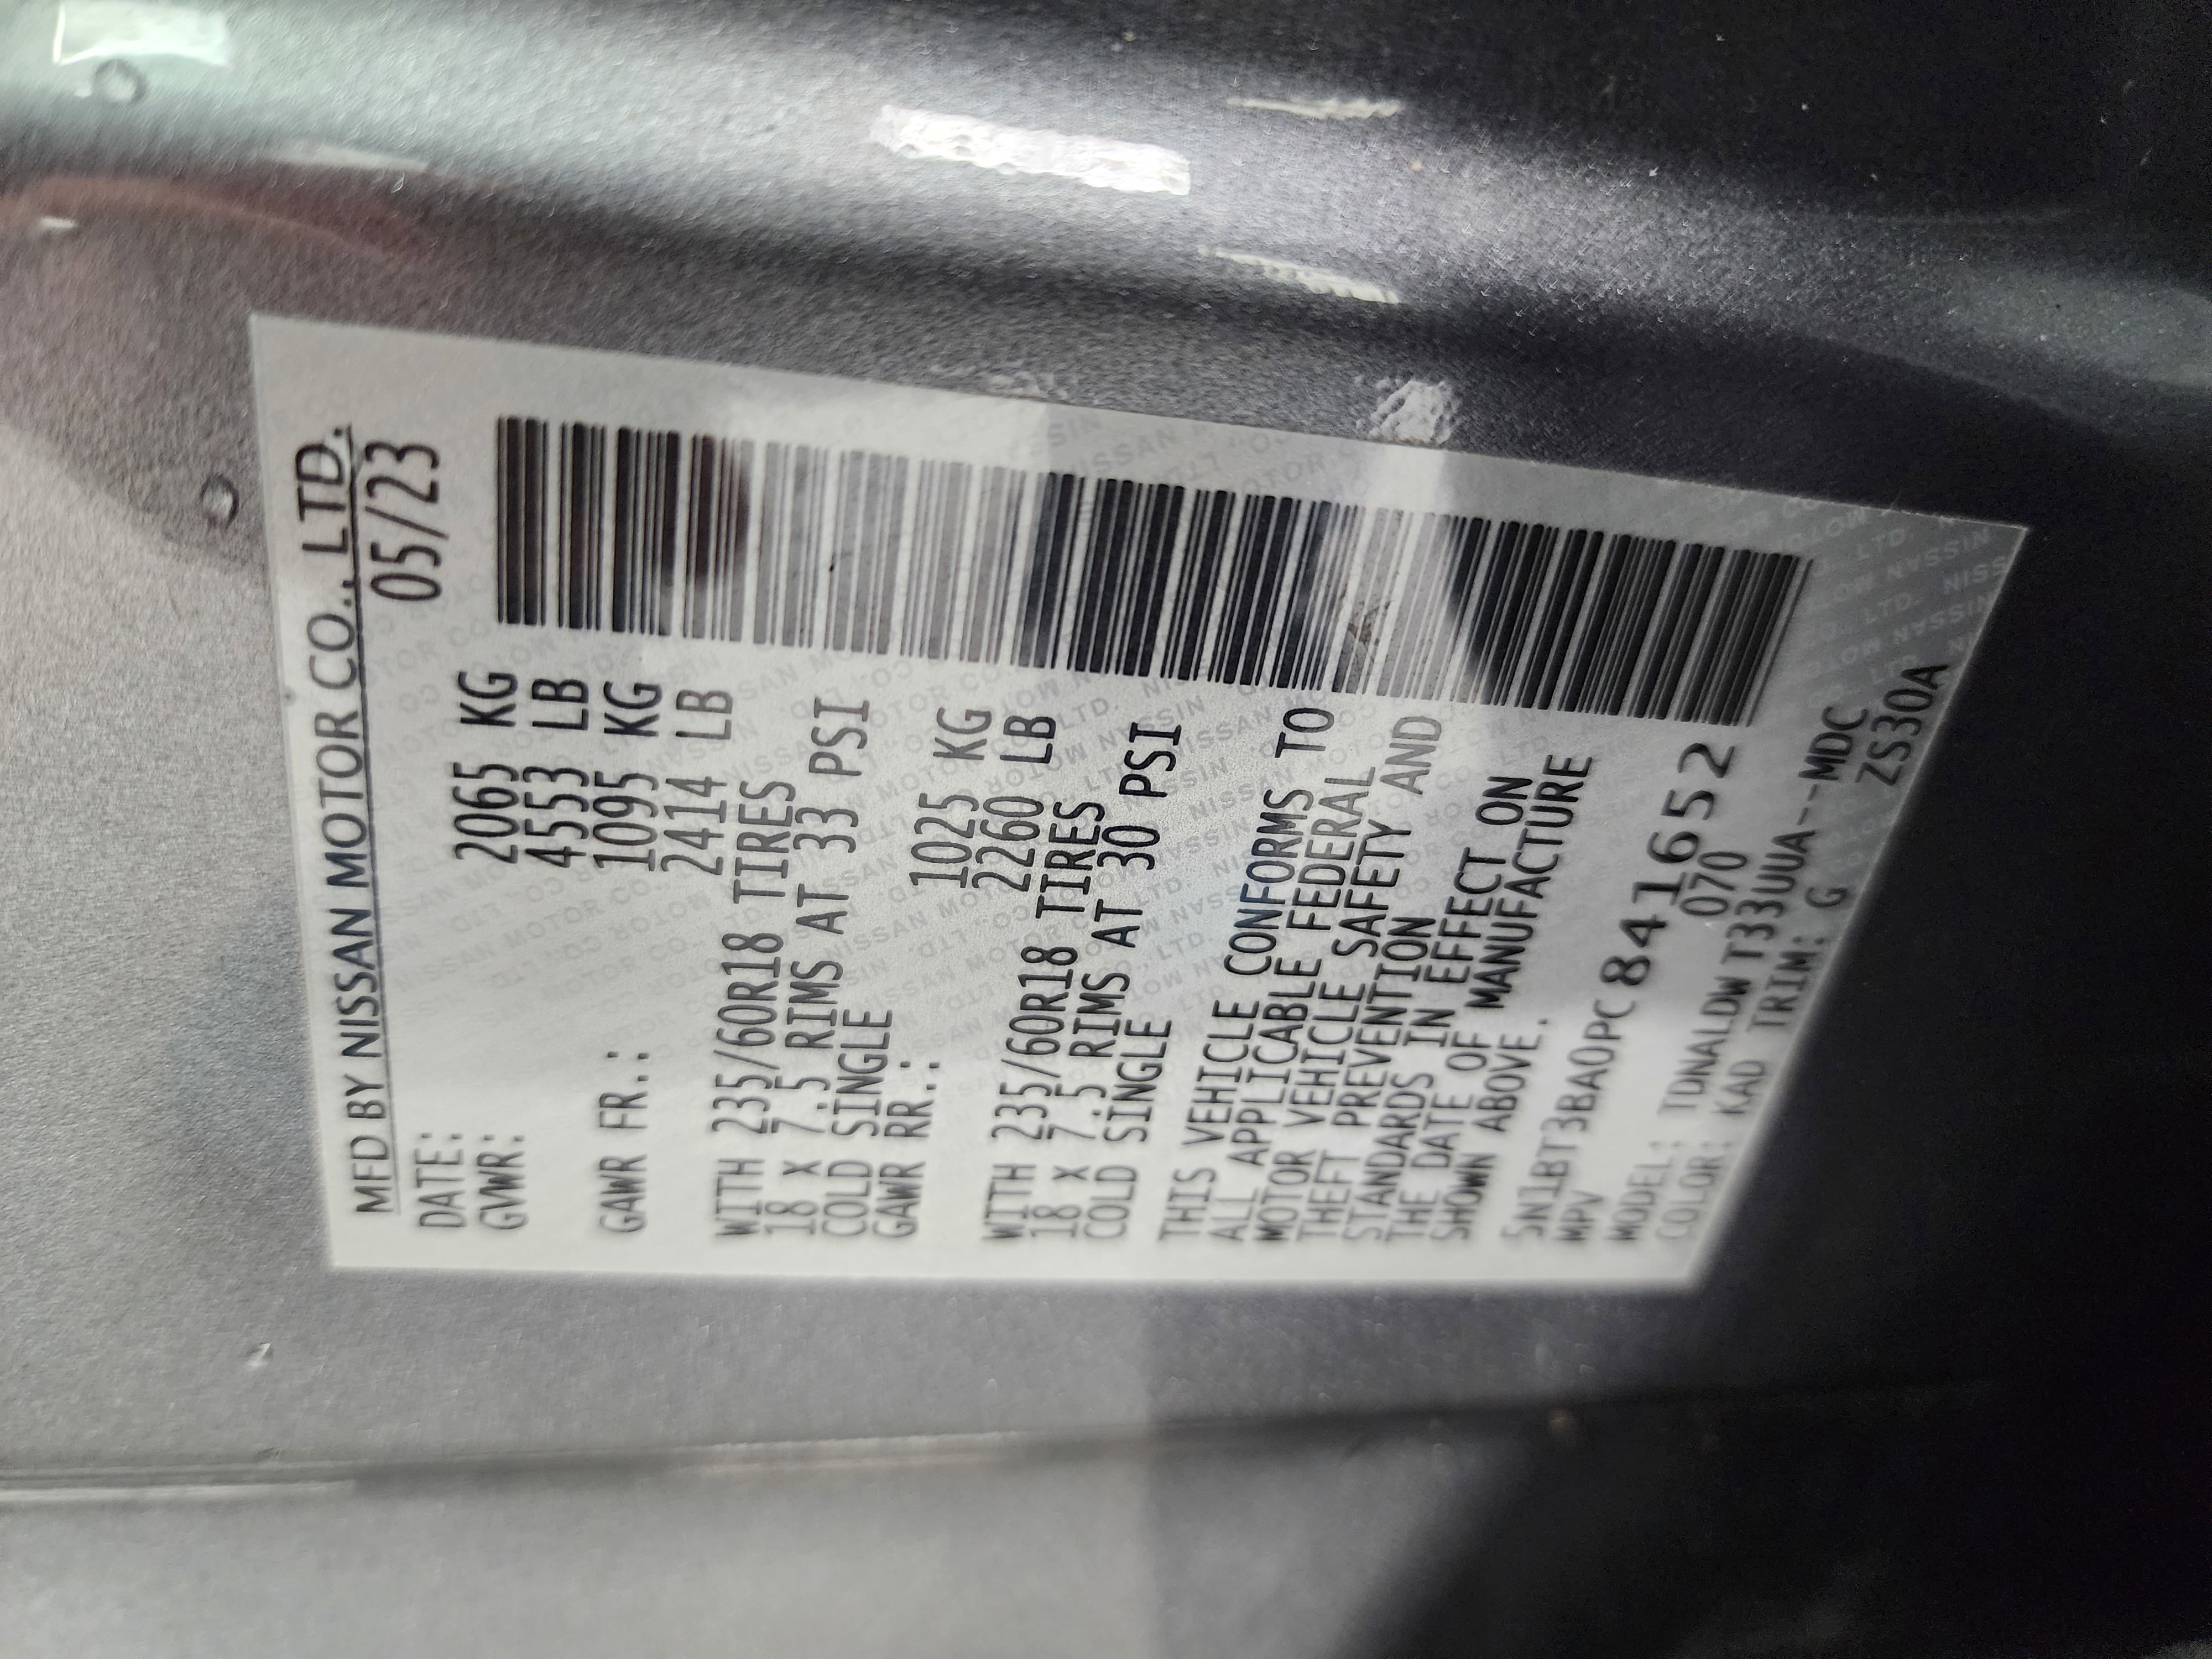 MFD BY NISSAN MOTOR CO., LTD.
DATE: 05/23
GVWR: 2065 KG
4553 LB
GAWR FR.: 1095 KG
2414 LB
WITH 235/60R18 TIRES
18 X 7.5 RIMS AT 33 PSI
COLD SINGLE
GAWR RR.: 1025 KG
2260 LB
WITH 235/60R18 TIRES
18 X 7.5 RIMS AT 30 PSI
COLD SINGLE
THIS VEHICLE CONFORMS TO
ALL APPLICABLE FEDERAL
MOTOR VEHICLE SAFETY AND
THEFT PREVENTION
STANDARDS IN EFFECT ON
THE DATE OF MANUFACTURE
SHOWN ABOVE.
5N1BT3BA0PC841652
MPV 070
MODEL: TDNALDWT33UUA--MDC
COLOR: KAD TRIM: G ZS30A